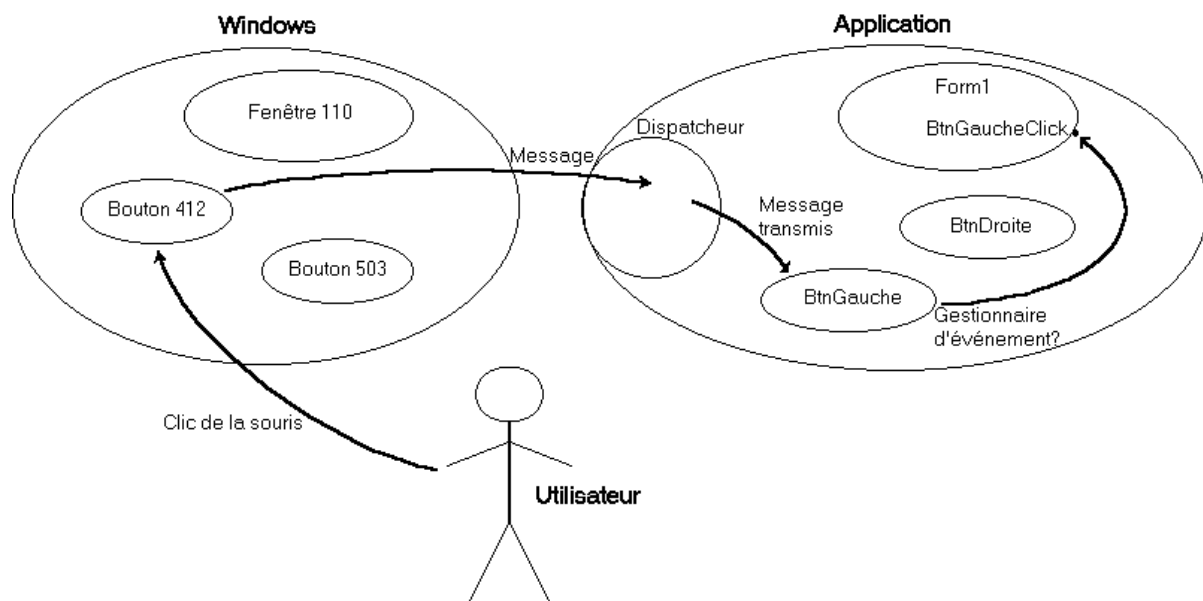 Windows
Application
Fenêtre 110
Form1
BtnGaucheClick
Dispatcheur
Message
Bouton 412
Message
transmis
BtnDroite
Bouton 503
BtnGauche
Gestionnaire
d'événement?
Clic de la souris
Utilisateur